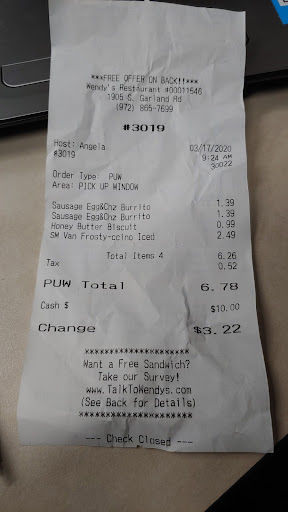 ***FREE OFFER ON BACK!!***
Wendy's Restaurant #00011546
1905 S. Garland Rd
(972) 865-7699
#3019
Host: Angela 03/17/2020
#3019 9:24 AM
30022
Order Type: PUW
Area: PICK UP WINDOW
Sausage Egg&Chz Burrito 1.39
Sausage Egg&Chz Burrito 1.39
Honey Butter Biscuit 0.99
SM Van Frosty-ccino Iced 2.49
Total Items 4 6.26
Tax 0.52
PUW Total 6.78
Cash $ $10.00
Change $3.22
***********************
Want a Free Sandwich?
Take our Survey!
www.TalkToWendys.com
(See Back for Details)
***********************
--- Check Closed ---